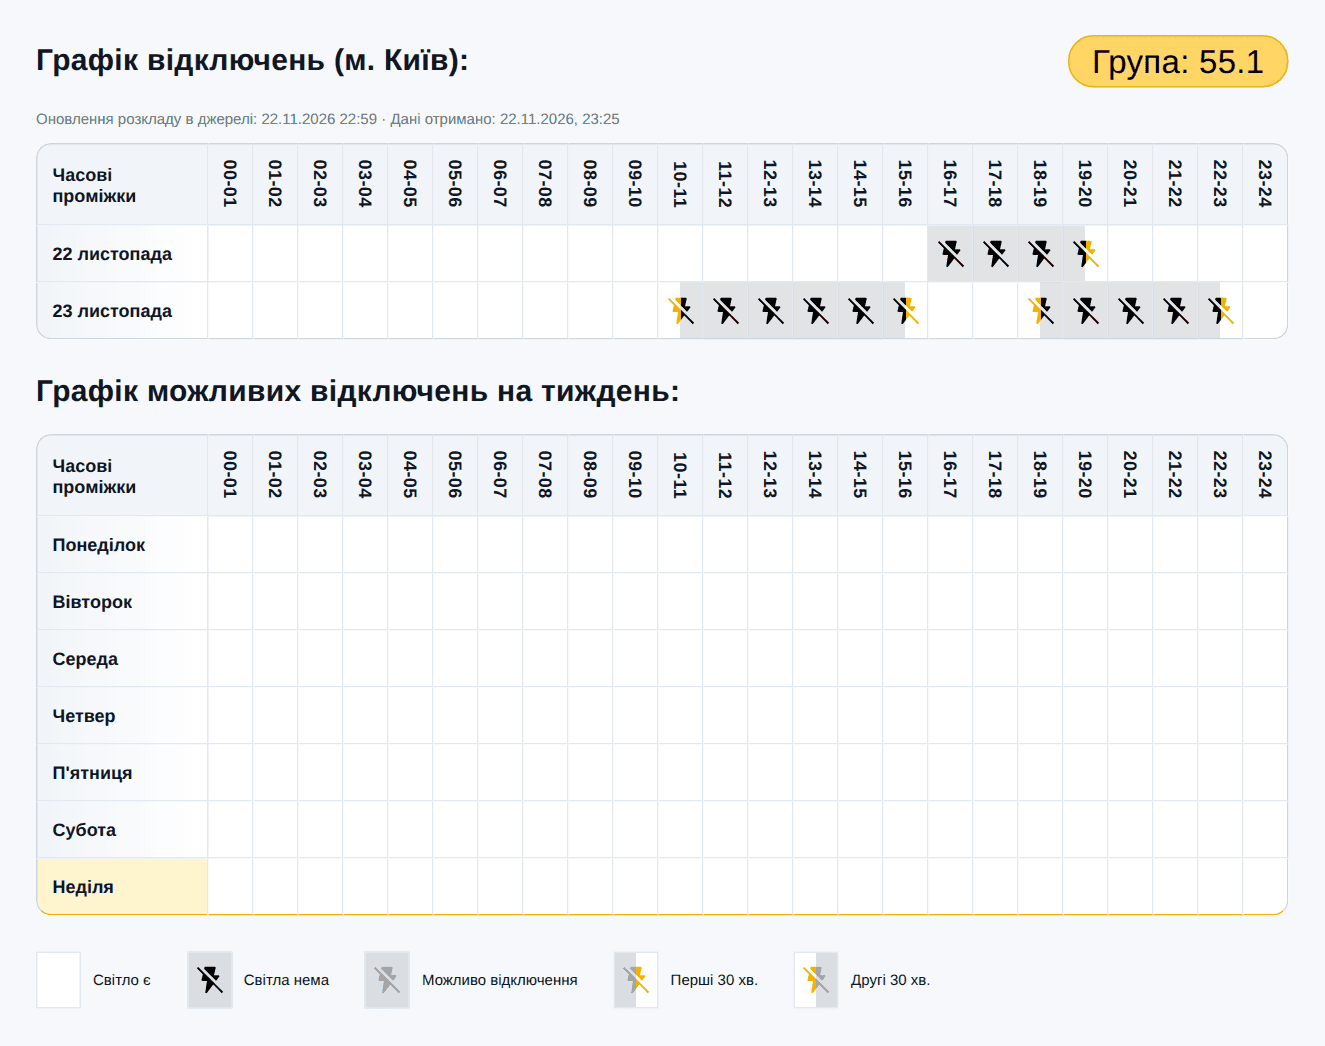 Графік відключень (м. Київ):
Група: 55.1
Оновлення розкладу в джерелі: 22.11.2026 22:59 · Дані отримано: 22.11.2026, 23:25
Часові
проміжки
00-01 01-02 02-03 03-04 04-05 05-06 06-07 07-08 08-09 09-10 10-11 11-12 12-13 13-14 14-15 15-16 16-17 17-18 18-19 19-20 20-21 21-22 22-23 23-24
22 листопада
23 листопада
Графік можливих відключень на тиждень:
Часові
проміжки
00-01 01-02 02-03 03-04 04-05 05-06 06-07 07-08 08-09 09-10 10-11 11-12 12-13 13-14 14-15 15-16 16-17 17-18 18-19 19-20 20-21 21-22 22-23 23-24
Понеділок
Вівторок
Середа
Четвер
П'ятниця
Субота
Неділя
Світло є
Світла нема
Можливо відключення
Перші 30 хв.
Другі 30 хв.